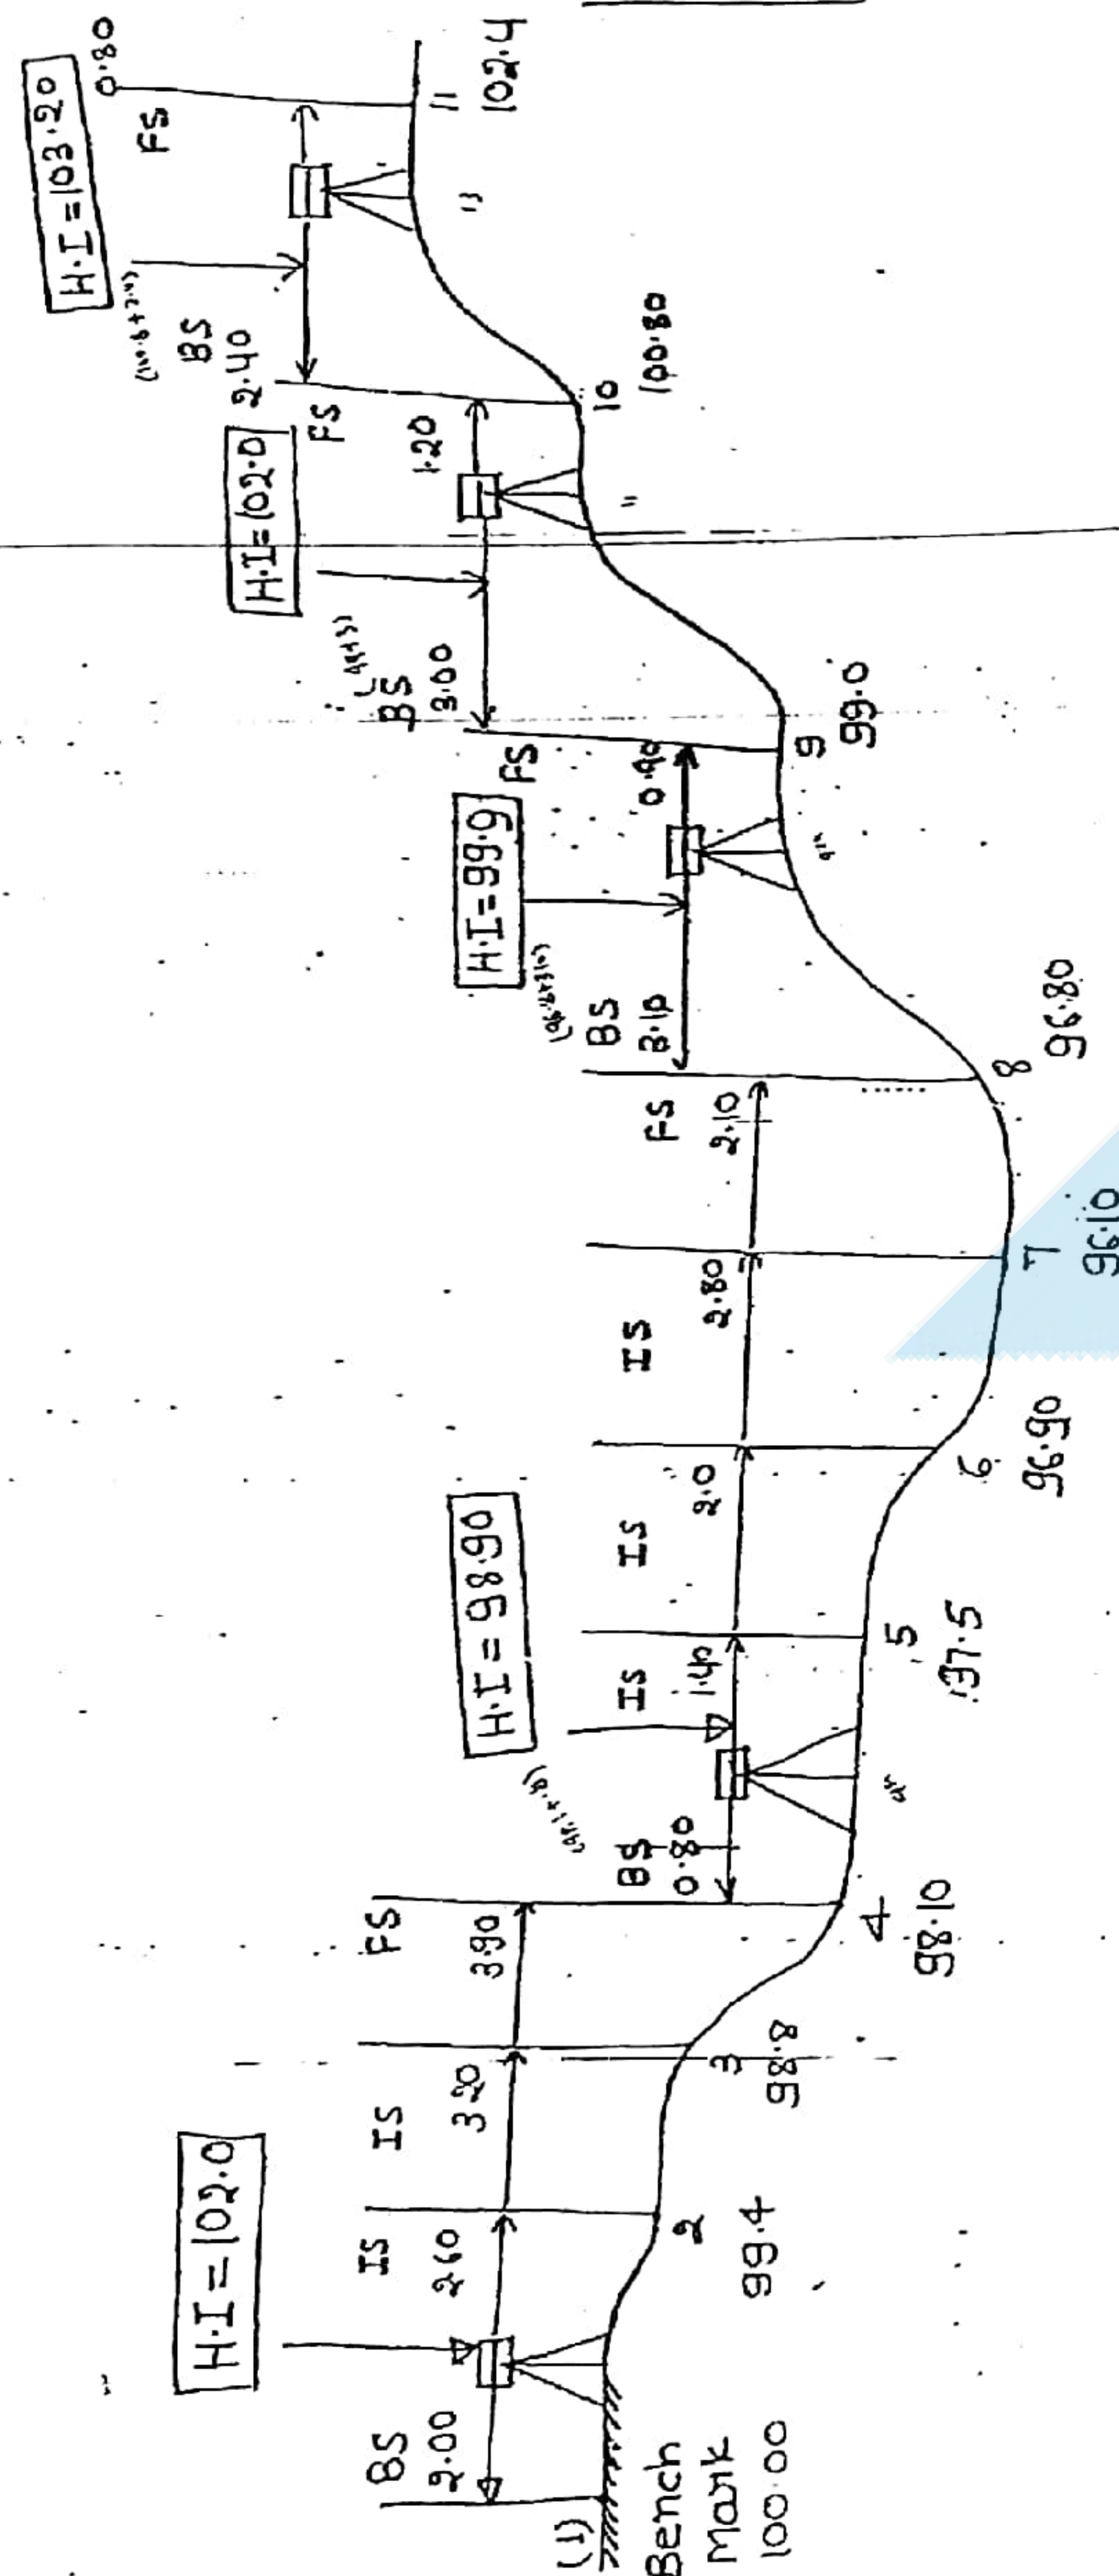 (1)
Bench
Mark
100.00
BS
2.00
H.I = 102.0
IS
2.60
2
99.4
IS
3.20
3
98.8
FS
3.90
4
98.10
BS
0.80
H.I = 98.90
IS
1.40
5
97.5
IS
2.0
6
96.90
IS
2.80
7
96.10
FS
2.10
8
96.80
BS
3.10
H.I = 99.9
FS
0.90
9
99.0
BS
3.00
H.I = 102.0
FS
1.20
10
100.80
BS
2.40
H.I = 103.20
FS
0.80
11
102.4